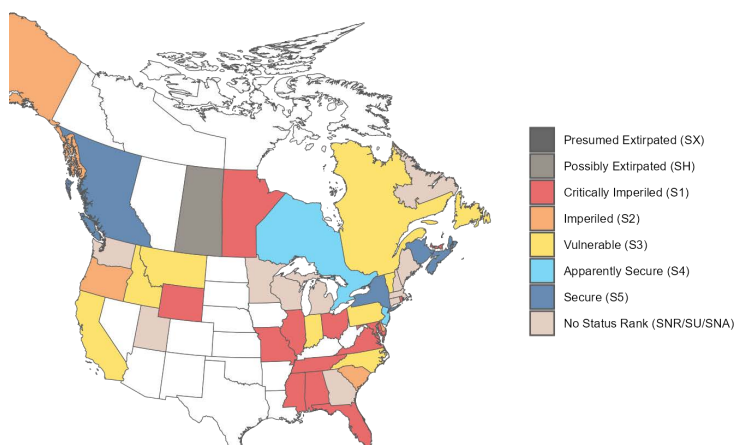 Presumed Extirpated (SX)
Possibly Extirpated (SH)
Critically Imperiled (S1)
Imperiled (S2)
Vulnerable (S3)
Apparently Secure (S4)
Secure (S5)
No Status Rank (SNR/SU/SNA)